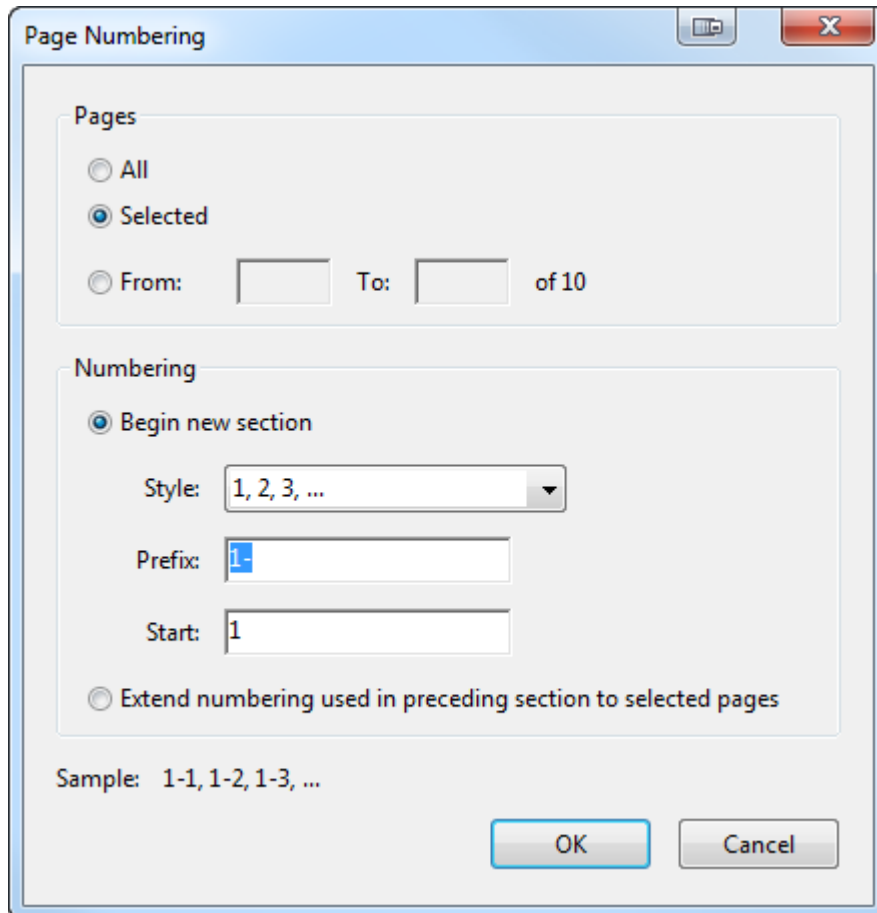 Page Numbering
Pages
All
Selected
From: To: of 10
Numbering
Begin new section
Style: 1, 2, 3, ...
Prefix: 1-
Start: 1
Extend numbering used in preceding section to selected pages
Sample: 1-1, 1-2, 1-3, ...
OK Cancel